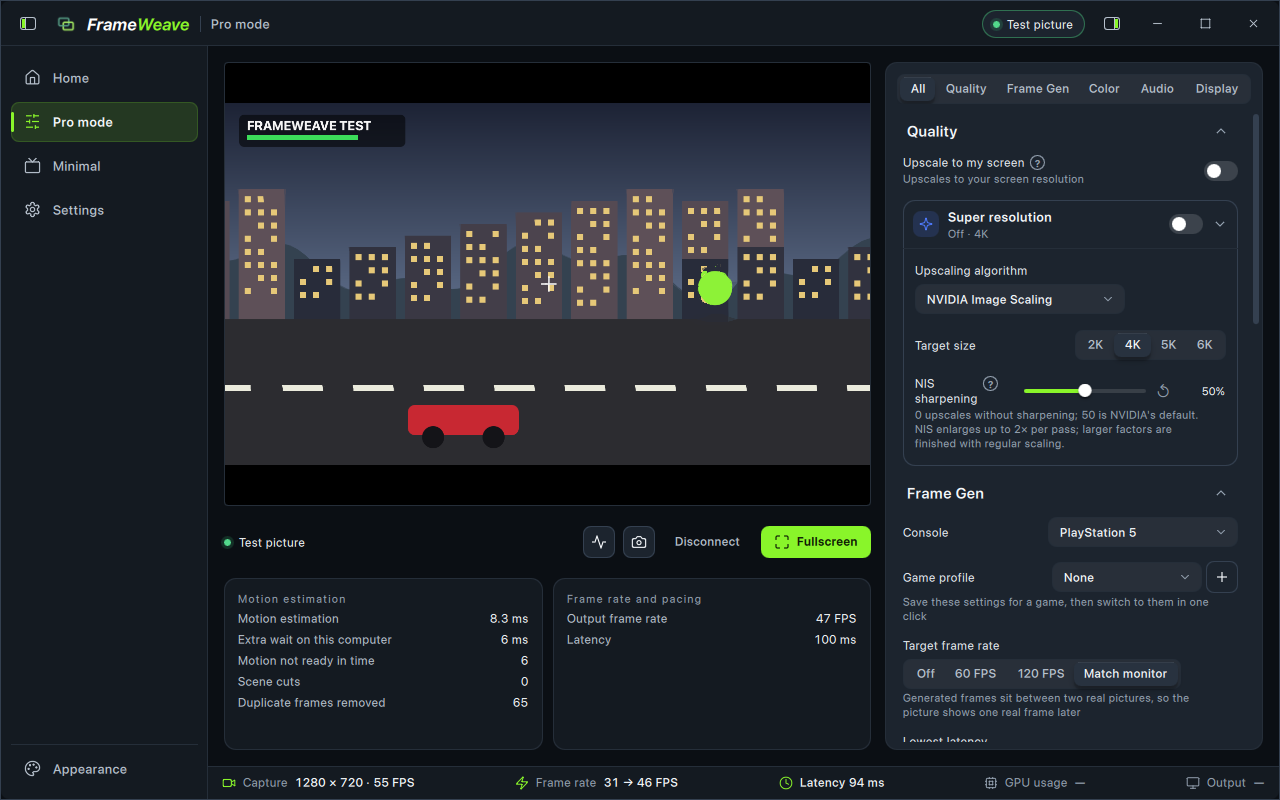 FrameWeave
Pro mode
Test picture
Home
Pro mode
Minimal
Settings
Appearance
FRAMEWEAVE TEST
Test picture
Disconnect
Fullscreen
Motion estimation
Motion estimation 8.3 ms
Extra wait on this computer 6 ms
Motion not ready in time 6
Scene cuts 0
Duplicate frames removed 65
Frame rate and pacing
Output frame rate 47 FPS
Latency 100 ms
All Quality Frame Gen Color Audio Display
Quality
Upscale to my screen ?
Upscales to your screen resolution
Super resolution
Off · 4K
Upscaling algorithm
NVIDIA Image Scaling
Target size 2K 4K 5K 6K
NIS
sharpening ? 50%
0 upscales without sharpening; 50 is NVIDIA's default.
NIS enlarges up to 2× per pass; larger factors are
finished with regular scaling.
Frame Gen
Console PlayStation 5
Game profile None
Save these settings for a game, then switch to them in one
click
Target frame rate
Off 60 FPS 120 FPS Match monitor
Generated frames sit between two real pictures, so the
picture shows one real frame later
Lowest latency
Capture 1280 × 720 · 55 FPS
Frame rate 31 → 46 FPS
Latency 94 ms
GPU usage —
Output —